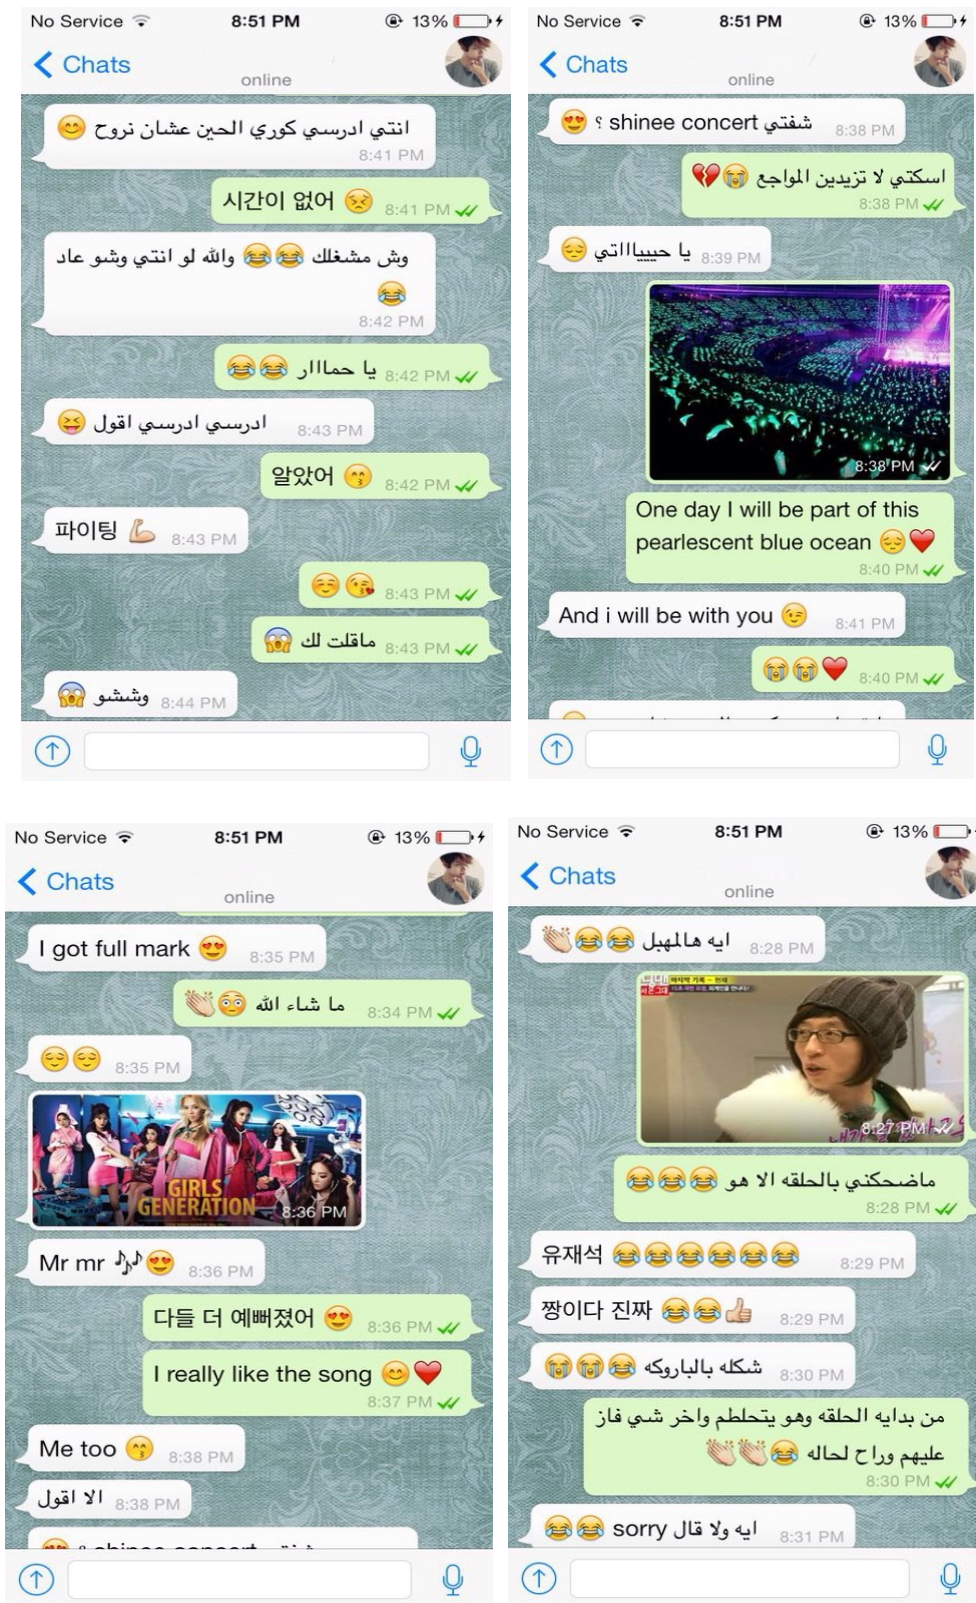 No Service 8:51 PM 13%
Chats
online
انتي ادرسي كوري الحين عشان نروح 😊
8:41 PM
시간이 없어 😣 8:41 PM
وش مشغلك 😂😂 والله لو انتي وشو عاد
😂
8:42 PM
يا حمااار 😂😂 8:42 PM
ادرسي ادرسي اقول 😝 8:43 PM
알았어 😙 8:42 PM
파이팅 💪 8:43 PM
☺️😘 8:43 PM
ماقلت لك 😱 8:43 PM
وششو 😱 8:44 PM
No Service 8:51 PM 13%
Chats
online
شفتي shinee concert ؟ 😍 8:38 PM
اسكتي لا تزيدين المواجع 😭💔
8:38 PM
يا حيييااااتي 😔 8:39 PM
8:38 PM
One day I will be part of this
pearlescent blue ocean 😔❤️
8:40 PM
And i will be with you 😉 8:41 PM
😭😭❤️ 8:40 PM
No Service 8:51 PM 13%
Chats
online
I got full mark 😍 8:35 PM
ما شاء الله 😳👏 8:34 PM
😌😌 8:35 PM
GIRLS
GENERATION
8:36 PM
Mr mr 🎶😍 8:36 PM
다들 더 예뻐졌어 😍 8:36 PM
I really like the song 😊❤️
8:37 PM
Me too 😙 8:38 PM
الا اقول 8:38 PM
شفتي shinee concert ؟ 😍
No Service 8:51 PM 13%
Chats
online
ايه هالهبل 😂😂👏 8:28 PM
8:27 PM
ماضحكني بالحلقه الا هو 😂😂😂
8:28 PM
유재석 😂😂😂😂😂😂 8:29 PM
짱이다 진짜 😂😂👍 8:29 PM
شكله بالباروكه 😂😭😭 8:30 PM
من بدايه الحلقه وهو يتحلطم واخر شي فاز
عليهم وراح لحاله 😂👏👏
8:30 PM
ايه ولا قال sorry 😂😂 8:31 PM